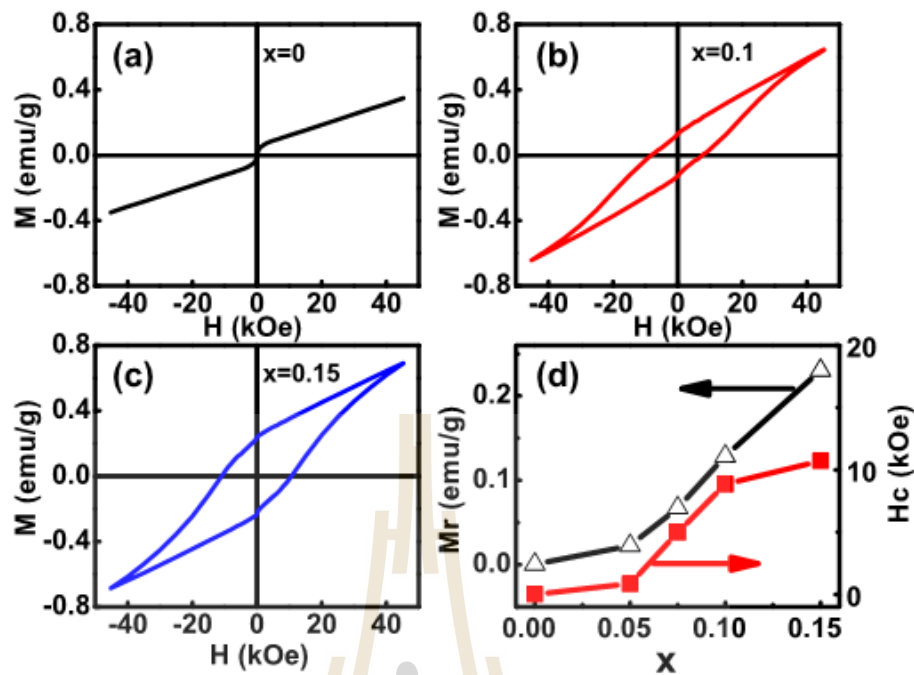 (a) x=0
M (emu/g)
0.8
0.4
0.0
-0.4
-0.8
-40 -20 0 20 40
H (kOe)
(b) x=0.1
M (emu/g)
0.8
0.4
0.0
-0.4
-0.8
-40 -20 0 20 40
H (kOe)
(c) x=0.15
M (emu/g)
0.8
0.4
0.0
-0.4
-0.8
-40 -20 0 20 40
H (kOe)
(d)
Mr (emu/g)
0.2
0.1
0.0
20
10
0
Hc (kOe)
0.00 0.05 0.10 0.15
x